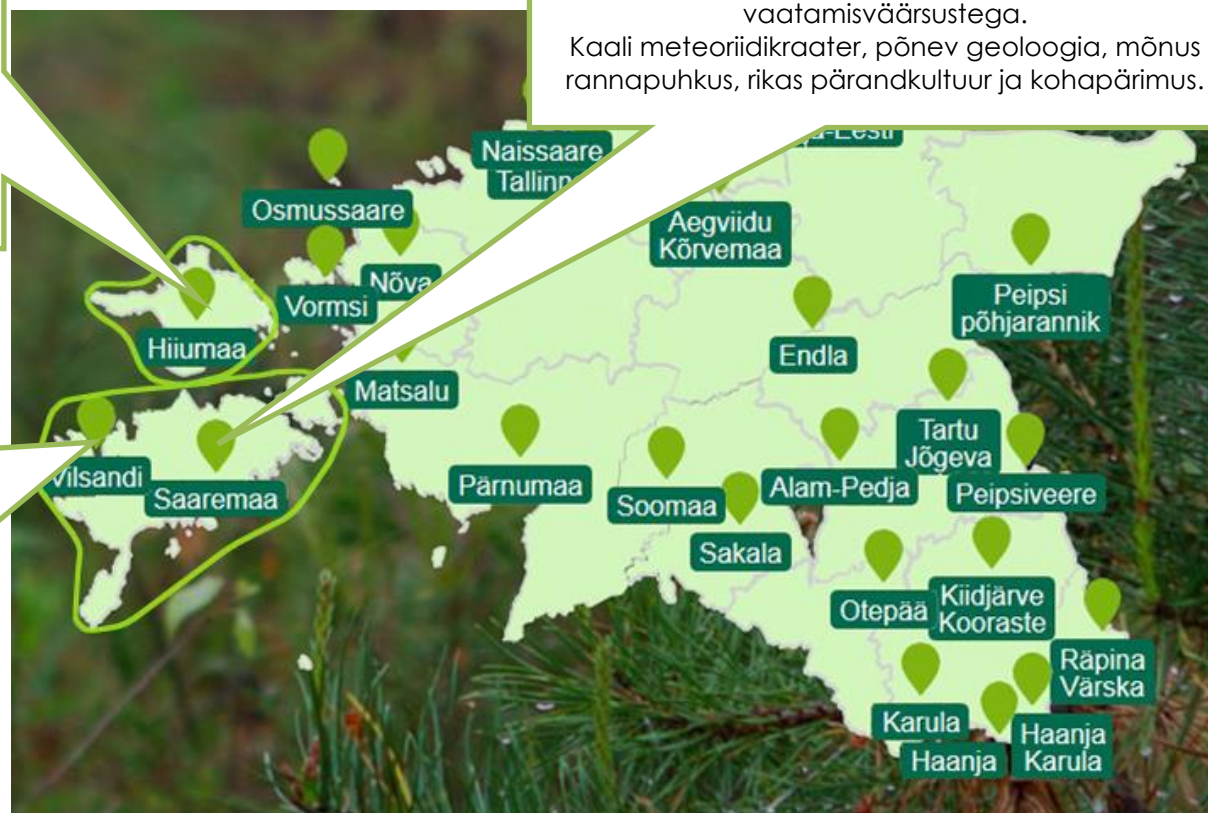 vaatamisväärsustega.
Kaali meteoriidikraater, põnev geoloogia, mõnus
rannapuhkus, rikas pärandkultuur ja kohapärimus.
Naissaare
Osmussaare
Aegviidu
Kõrvemaa
Nõva
Vormsi
Peipsi
põhjarannik
Hiiumaa
Endla
Matsalu
Tartu
Jõgeva
Vilsandi
Saaremaa
Pärnumaa
Soomaa
Alam-Pedja
Peipsiveere
Sakala
Otepää
Kiidjärve
Kooraste
Räpina
Värska
Karula
Haanja
Haanja
Karula